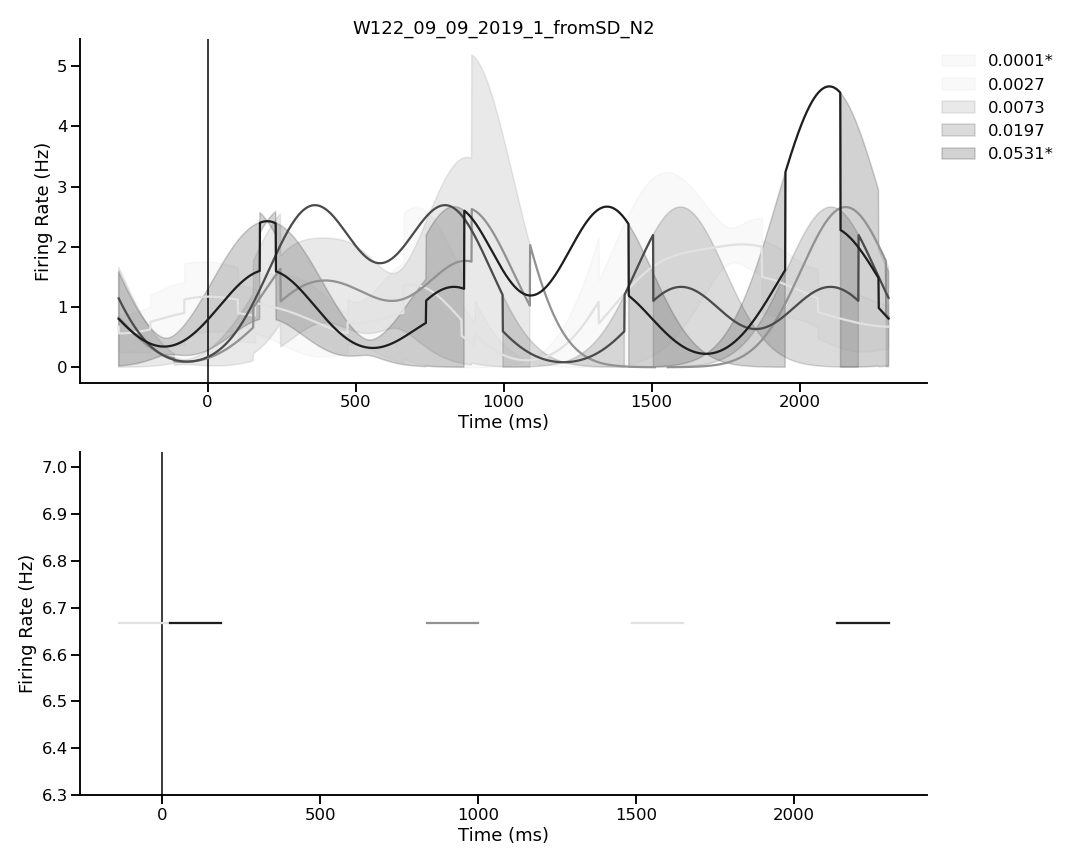 W122_09_09_2019_1_fromSD_N2
Firing Rate (Hz)
5
4
3
2
1
0
0 500 1000 1500 2000
Time (ms)
0.0001*
0.0027
0.0073
0.0197
0.0531*
Firing Rate (Hz)
7.0
6.9
6.8
6.7
6.6
6.5
6.4
6.3
0 500 1000 1500 2000
Time (ms)